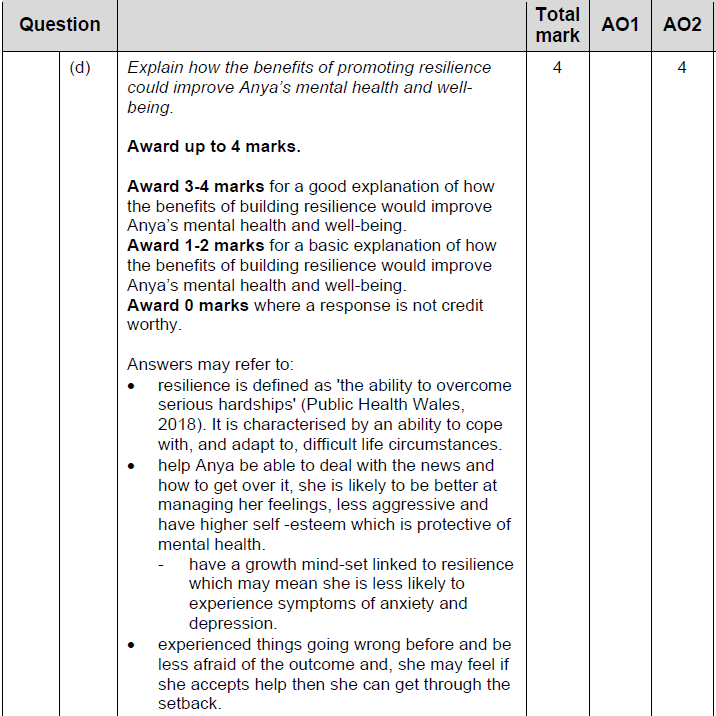 Question Total mark AO1 AO2
(d) Explain how the benefits of promoting resilience 4 4
could improve Anya's mental health and well-
being.
Award up to 4 marks.
Award 3-4 marks for a good explanation of how
the benefits of building resilience would improve
Anya's mental health and well-being.
Award 1-2 marks for a basic explanation of how
the benefits of building resilience would improve
Anya's mental health and well-being.
Award 0 marks where a response is not credit
worthy.
Answers may refer to:
• resilience is defined as 'the ability to overcome
serious hardships' (Public Health Wales,
2018). It is characterised by an ability to cope
with, and adapt to, difficult life circumstances.
• help Anya be able to deal with the news and
how to get over it, she is likely to be better at
managing her feelings, less aggressive and
have higher self -esteem which is protective of
mental health.
- have a growth mind-set linked to resilience
which may mean she is less likely to
experience symptoms of anxiety and
depression.
• experienced things going wrong before and be
less afraid of the outcome and, she may feel if
she accepts help then she can get through the
setback.